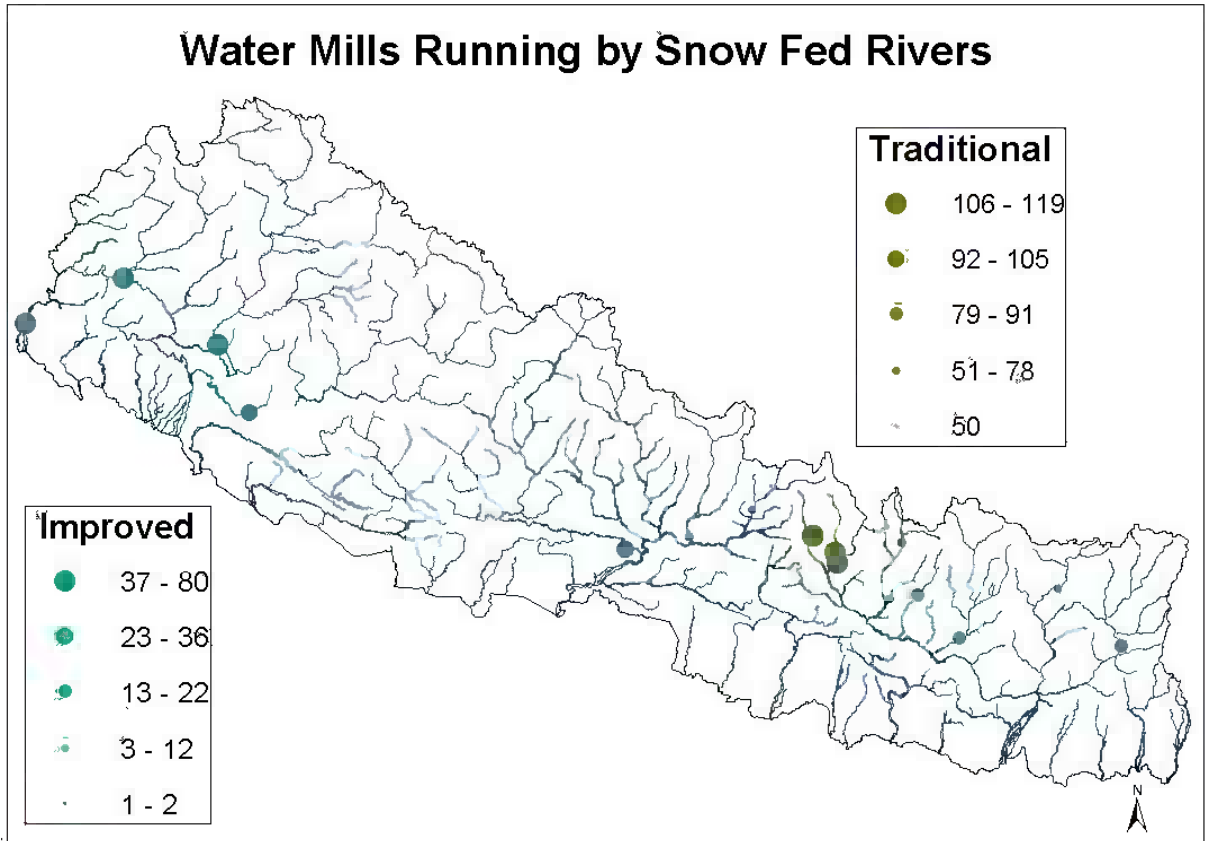 Water Mills Running by Snow Fed Rivers
Traditional
106 - 119
92 - 105
79 - 91
51 - 78
50
Improved
37 - 80
23 - 36
13 - 22
3 - 12
1 - 2
N